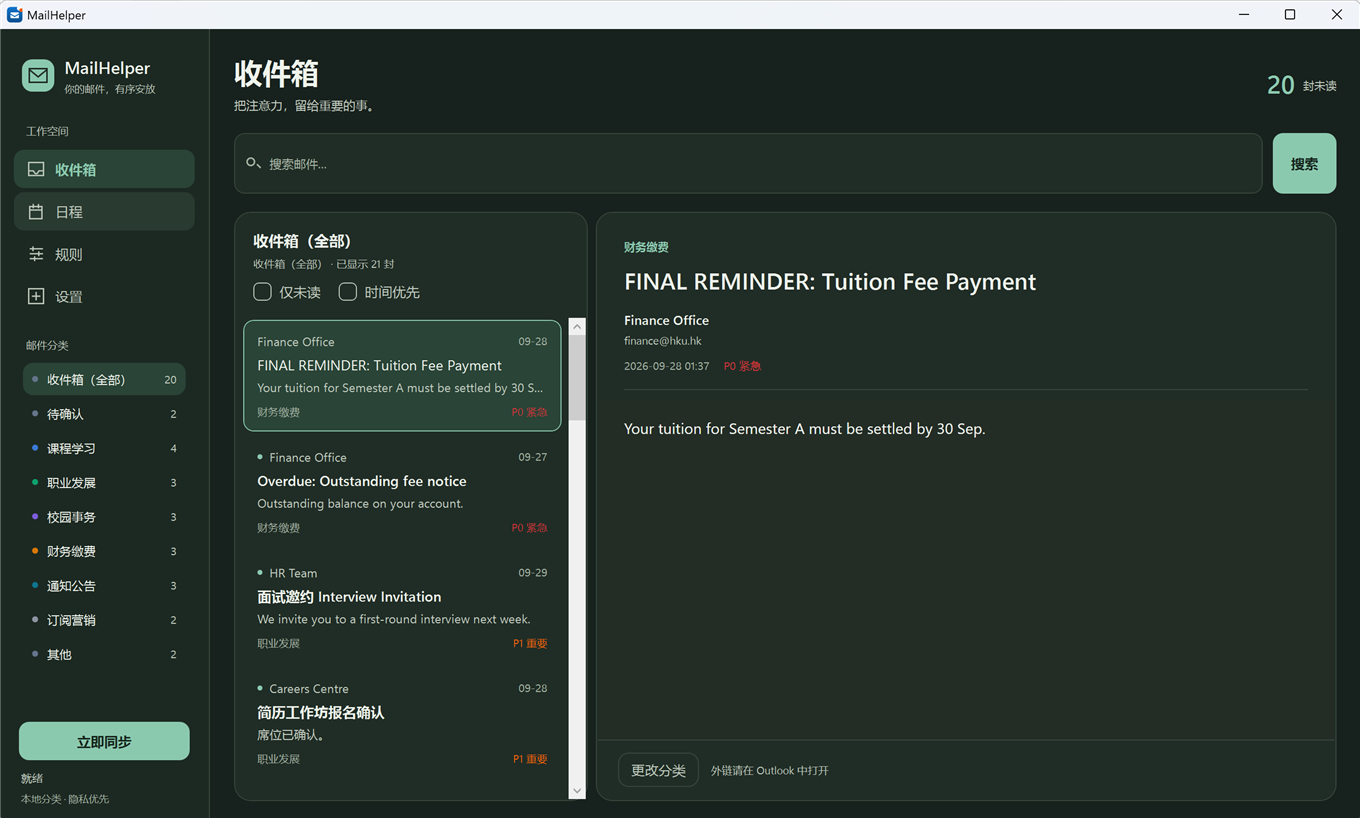 MailHelper
MailHelper
你的邮件，有序安放
工作空间
收件箱
日程
规则
设置
邮件分类
收件箱（全部） 20
待确认 2
课程学习 4
职业发展 3
校园事务 3
财务缴费 3
通知公告 3
订阅营销 2
其他 2
立即同步
就绪
本地分类 · 隐私优先
收件箱
把注意力，留给重要的事。
20 封未读
搜索邮件...
搜索
收件箱（全部）
收件箱（全部） · 已显示 21 封
仅未读 时间优先
Finance Office 09-28
FINAL REMINDER: Tuition Fee Payment
Your tuition for Semester A must be settled by 30 S...
财务缴费 P0 紧急
Finance Office 09-27
Overdue: Outstanding fee notice
Outstanding balance on your account.
财务缴费 P0 紧急
HR Team 09-29
面试邀约 Interview Invitation
We invite you to a first-round interview next week.
职业发展 P1 重要
Careers Centre 09-28
简历工作坊报名确认
席位已确认。
职业发展 P1 重要
财务缴费
FINAL REMINDER: Tuition Fee Payment
Finance Office
finance@hku.hk
2026-09-28 01:37 P0 紧急
Your tuition for Semester A must be settled by 30 Sep.
更改分类 外链请在 Outlook 中打开